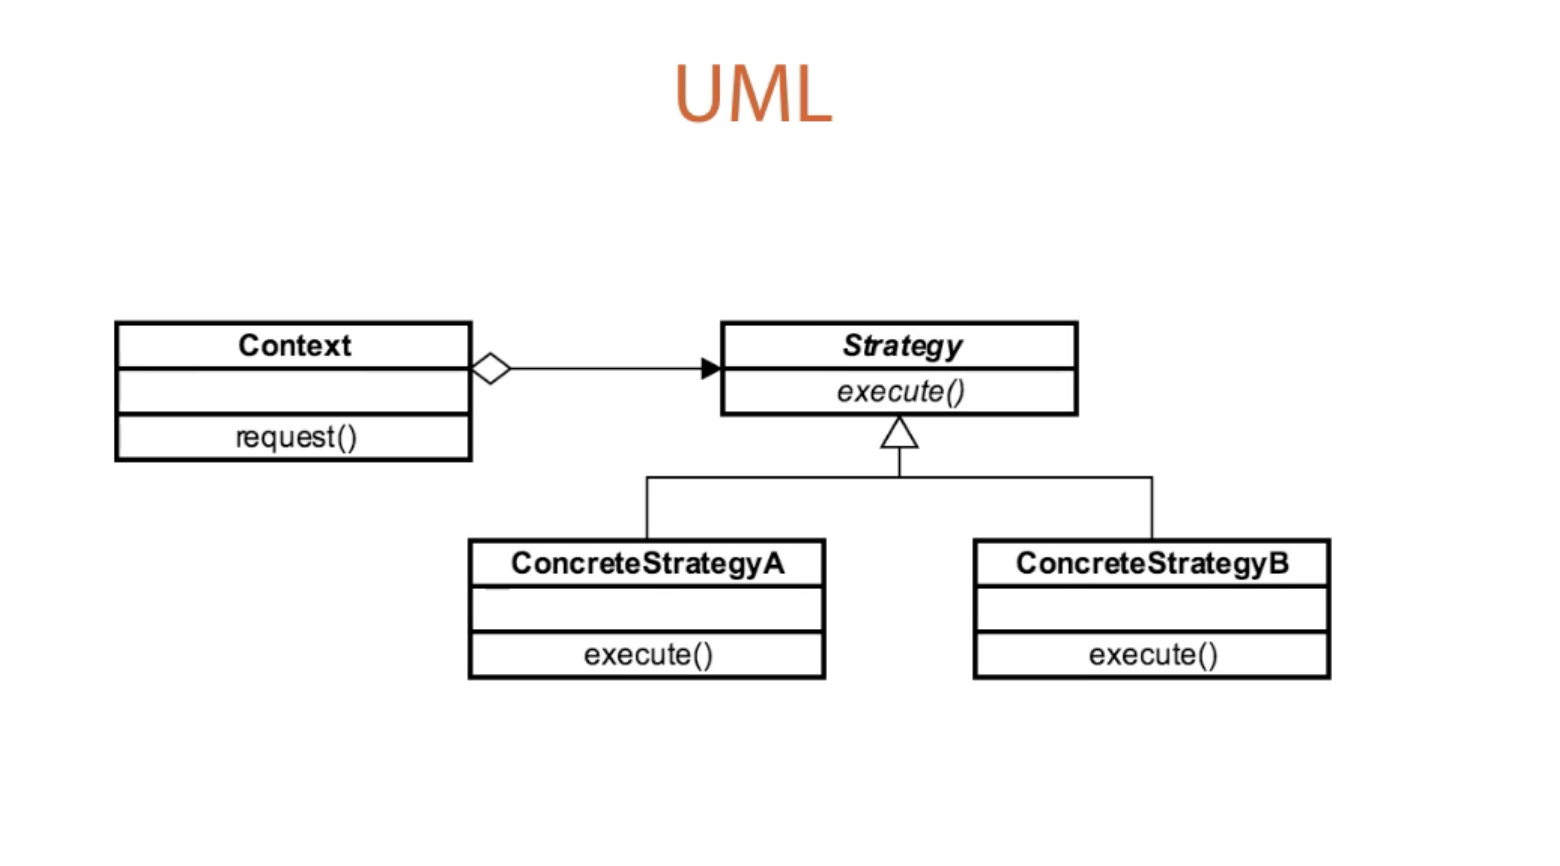 UML
Context
request()
Strategy
execute()
ConcreteStrategyA
execute()
ConcreteStrategyB
execute()